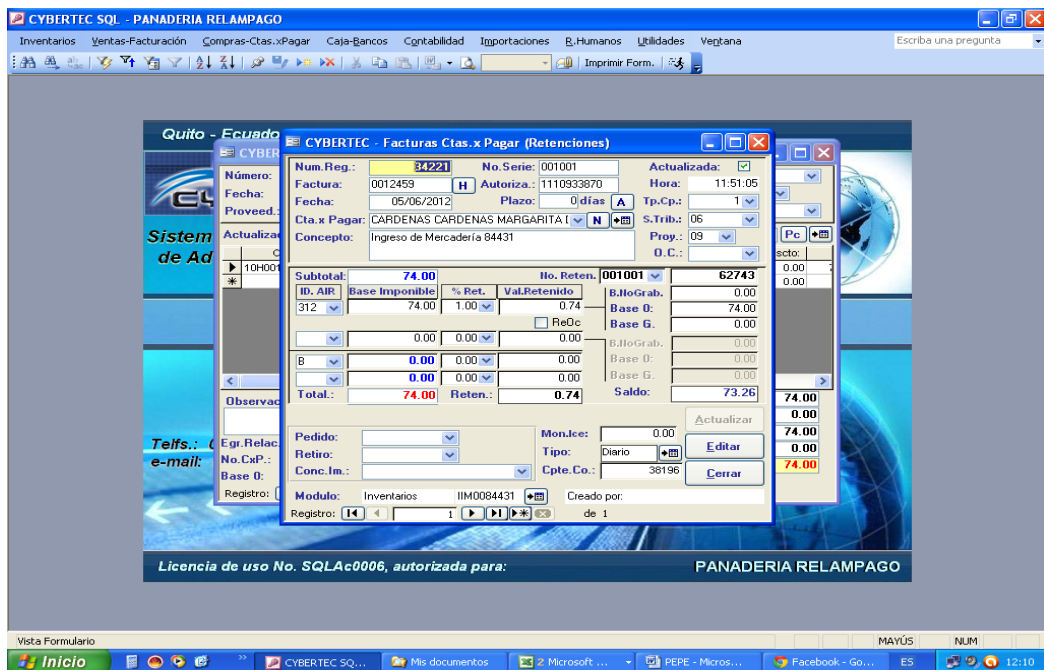 CYBERTEC SQL - PANADERIA RELAMPAGO
Inventarios Ventas-Facturación Compras-Ctas.xPagar Caja-Bancos Contabilidad Importaciones R.Humanos Utilidades Ventana Escriba una pregunta
Imprimir Form.
Quito - Ecuado
CYBER
CYBERTEC - Facturas Ctas.x Pagar (Retenciones)
Número:
Fecha:
Proveed.:
Actualiza
Sistem
de Ad
10H001
Num.Reg.: 84221 No.Serie: 001001 Actualizada:
Factura: 0012459 H Autoriza.: 1110933870 Hora: 11:51:05
Fecha: 05/06/2012 Plazo: 0 días A Tp.Cp.: 1
Cta.x Pagar: CARDENAS CARDENAS MARGARITA N S.Trib.: 06
Concepto: Ingreso de Mercadería 84431 Proy.: 09
O.C.:
Pc
scto:
0.00
0.00
Subtotal: 74.00 No. Reten. 001001 62743
ID. AIR Base Imponible % Ret. Val.Retenido B.NoGrab. 0.00
312 74.00 1.00 0.74 Base 0: 74.00
ReOc Base G. 0.00
0.00 0.00 0.00 B.NoGrab. 0.00
B 0.00 0.00 0.00 Base 0: 0.00
0.00 0.00 0.00 Base G. 0.00
Total.: 74.00 Reten.: 0.74 Saldo: 73.26
Actualizar
Pedido: Mon.Ice: 0.00
Retiro: Tipo: Diario Editar
Conc.Im.: Cpte.Co.: 38196 Cerrar
Modulo: Inventarios IIM0084431 Creado por:
Registro: 1 de 1
Observac
Egr.Relac.
No.CxP.:
Base 0:
Registro:
74.00
0.00
74.00
0.00
74.00
Telfs.:
e-mail:
Licencia de uso No. SQLAc0006, autorizada para: PANADERIA RELAMPAGO
Vista Formulario MAYÚS NUM
Inicio CYBERTEC SQ... Mis documentos 2 Microsoft ... PEPE - Micros... Facebook - Go... ES 12:10